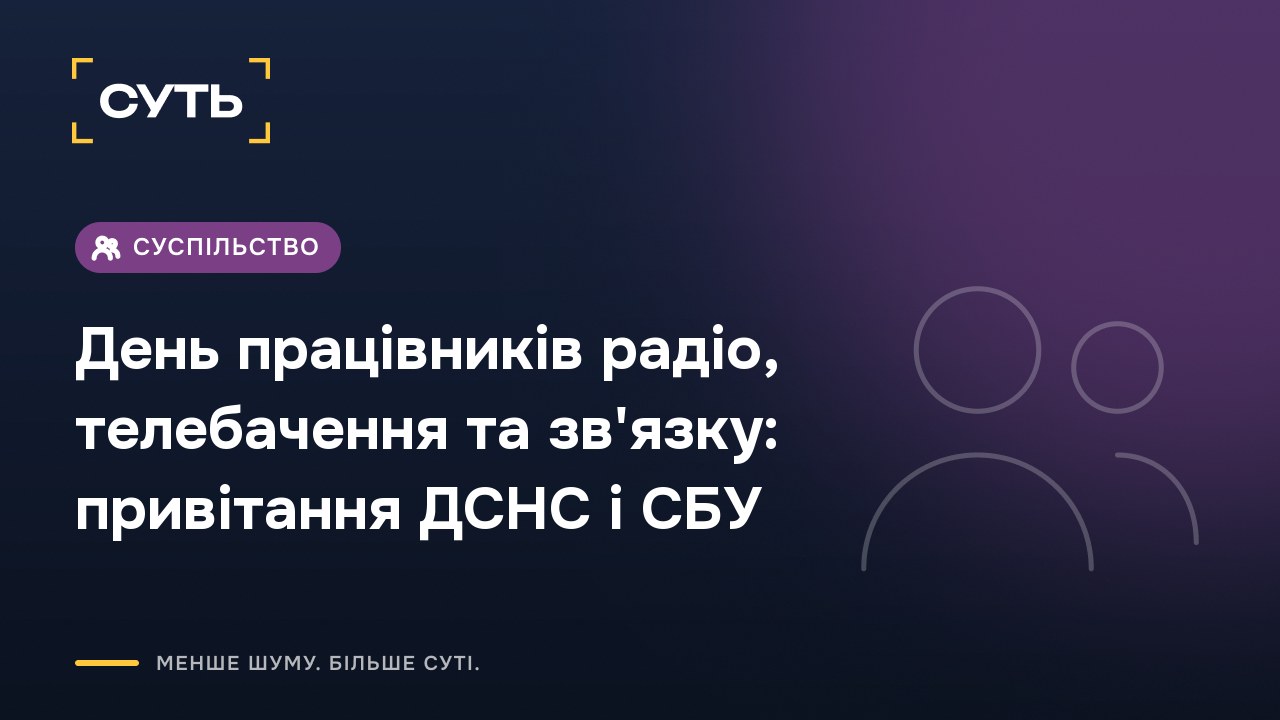 СУТЬ
СУСПІЛЬСТВО
День працівників радіо,
телебачення та зв'язку:
привітання ДСНС і СБУ
МЕНШЕ ШУМУ. БІЛЬШЕ СУТІ.